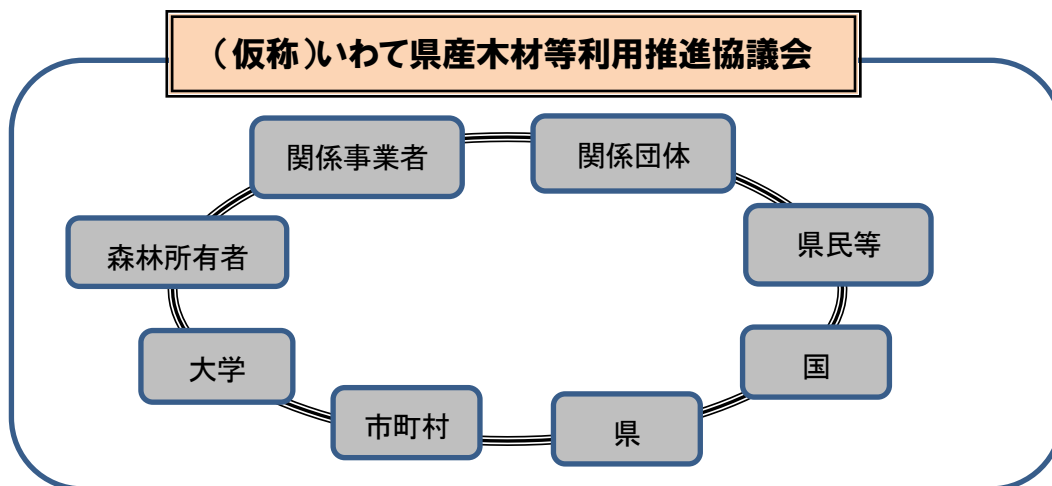 （仮称）いわて県産木材等利用推進協議会
関係事業者
関係団体
森林所有者
県民等
大学
国
市町村
県